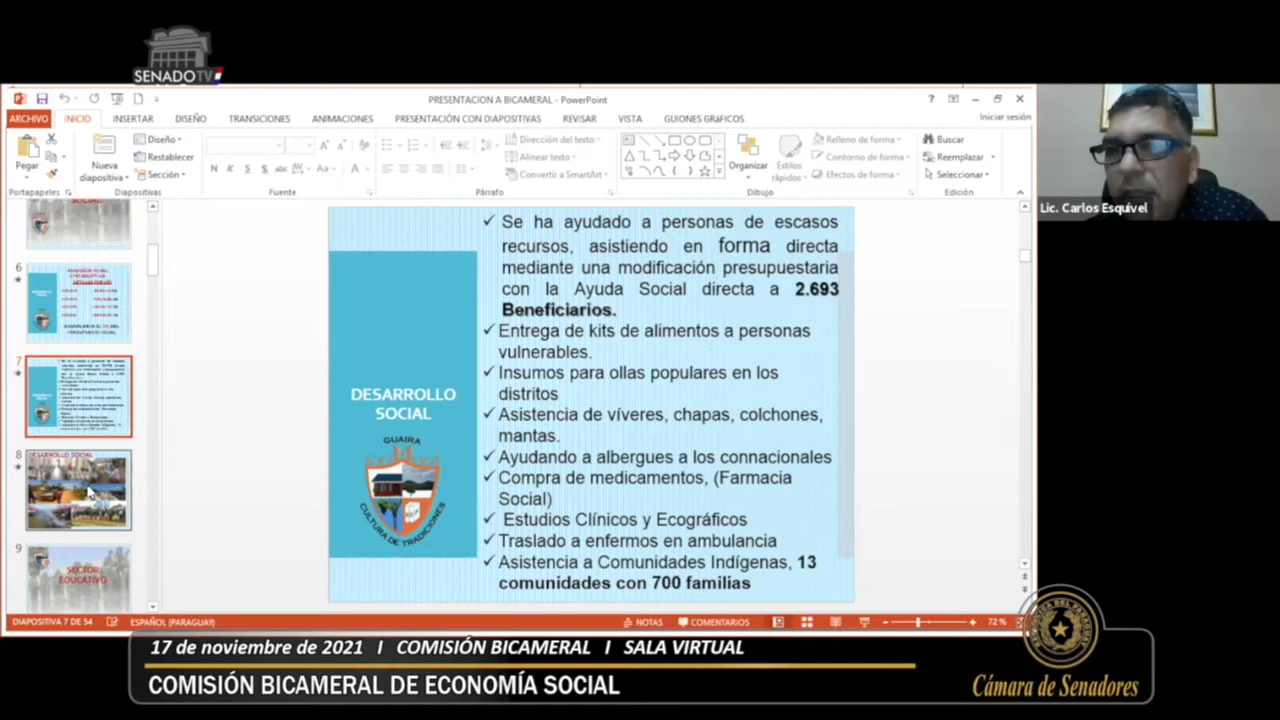 SENADOTV
PRESENTACION A BICAMERAL - PowerPoint
ARCHIVO INICIO INSERTAR DISEÑO TRANSICIONES ANIMACIONES PRESENTACIÓN CON DIAPOSITIVAS REVISAR VISTA GUIONES GRÁFICOS
Iniciar sesión
Pegar
Nueva
diapositiva
Diseño
Restablecer
Sección
N K S S abc
Dirección del texto
Alinear texto
Convertir a SmartArt
Organizar
Estilos
rápidos
Relleno de forma
Contorno de forma
Efectos de forma
Buscar
Reemplazar
Seleccionar
Portapapeles
Diapositivas
Fuente
Párrafo
Dibujo
Edición
SOCIAL
6
7
8
DESARROLLO SOCIAL
9
SECTOR
EDUCATIVO
DESARROLLO
SOCIAL
GUAIRA
CULTURA DE TRADICIONES
✓ Se ha ayudado a personas de escasos
recursos, asistiendo en forma directa
mediante una modificación presupuestaria
con la Ayuda Social directa a 2.693
Beneficiarios.
✓ Entrega de kits de alimentos a personas
vulnerables.
✓ Insumos para ollas populares en los
distritos
✓ Asistencia de víveres, chapas, colchones,
mantas.
✓ Ayudando a albergues a los connacionales
✓ Compra de medicamentos, (Farmacia
Social)
✓ Estudios Clínicos y Ecográficos
✓ Traslado a enfermos en ambulancia
✓ Asistencia a Comunidades Indígenas, 13
comunidades con 700 familias
Lic. Carlos Esquivel
DIAPOSITIVA 7 DE 54 ESPAÑOL (PARAGUAY) NOTAS COMENTARIOS 72 %
17 de noviembre de 2021 I COMISIÓN BICAMERAL I SALA VIRTUAL
COMISIÓN BICAMERAL DE ECONOMÍA SOCIAL
Cámara de Senadores